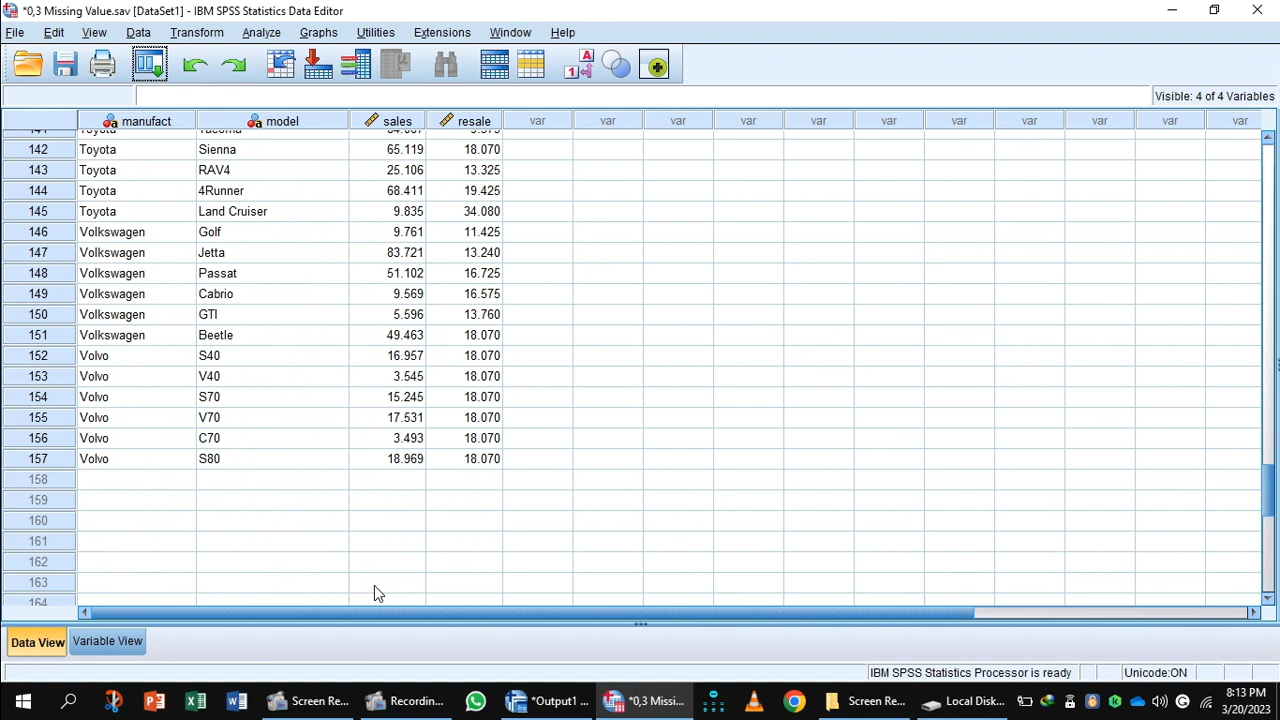 *0,3 Missing Value.sav [DataSet1] - IBM SPSS Statistics Data Editor
File Edit View Data Transform Analyze Graphs Utilities Extensions Window Help
Visible: 4 of 4 Variables
manufact model sales resale var var var var var var var var var var var
142 Toyota Sienna 65.119 18.070
143 Toyota RAV4 25.106 13.325
144 Toyota 4Runner 68.411 19.425
145 Toyota Land Cruiser 9.835 34.080
146 Volkswagen Golf 9.761 11.425
147 Volkswagen Jetta 83.721 13.240
148 Volkswagen Passat 51.102 16.725
149 Volkswagen Cabrio 9.569 16.575
150 Volkswagen GTI 5.596 13.760
151 Volkswagen Beetle 49.463 18.070
152 Volvo S40 16.957 18.070
153 Volvo V40 3.545 18.070
154 Volvo S70 15.245 18.070
155 Volvo V70 17.531 18.070
156 Volvo C70 3.493 18.070
157 Volvo S80 18.969 18.070
158
159
160
161
162
163
164
Data View Variable View
IBM SPSS Statistics Processor is ready Unicode:ON
Screen Re... Recordin... *Output1 ... *0,3 Missi... Screen Re... Local Disk... 8:13 PM
3/20/2023